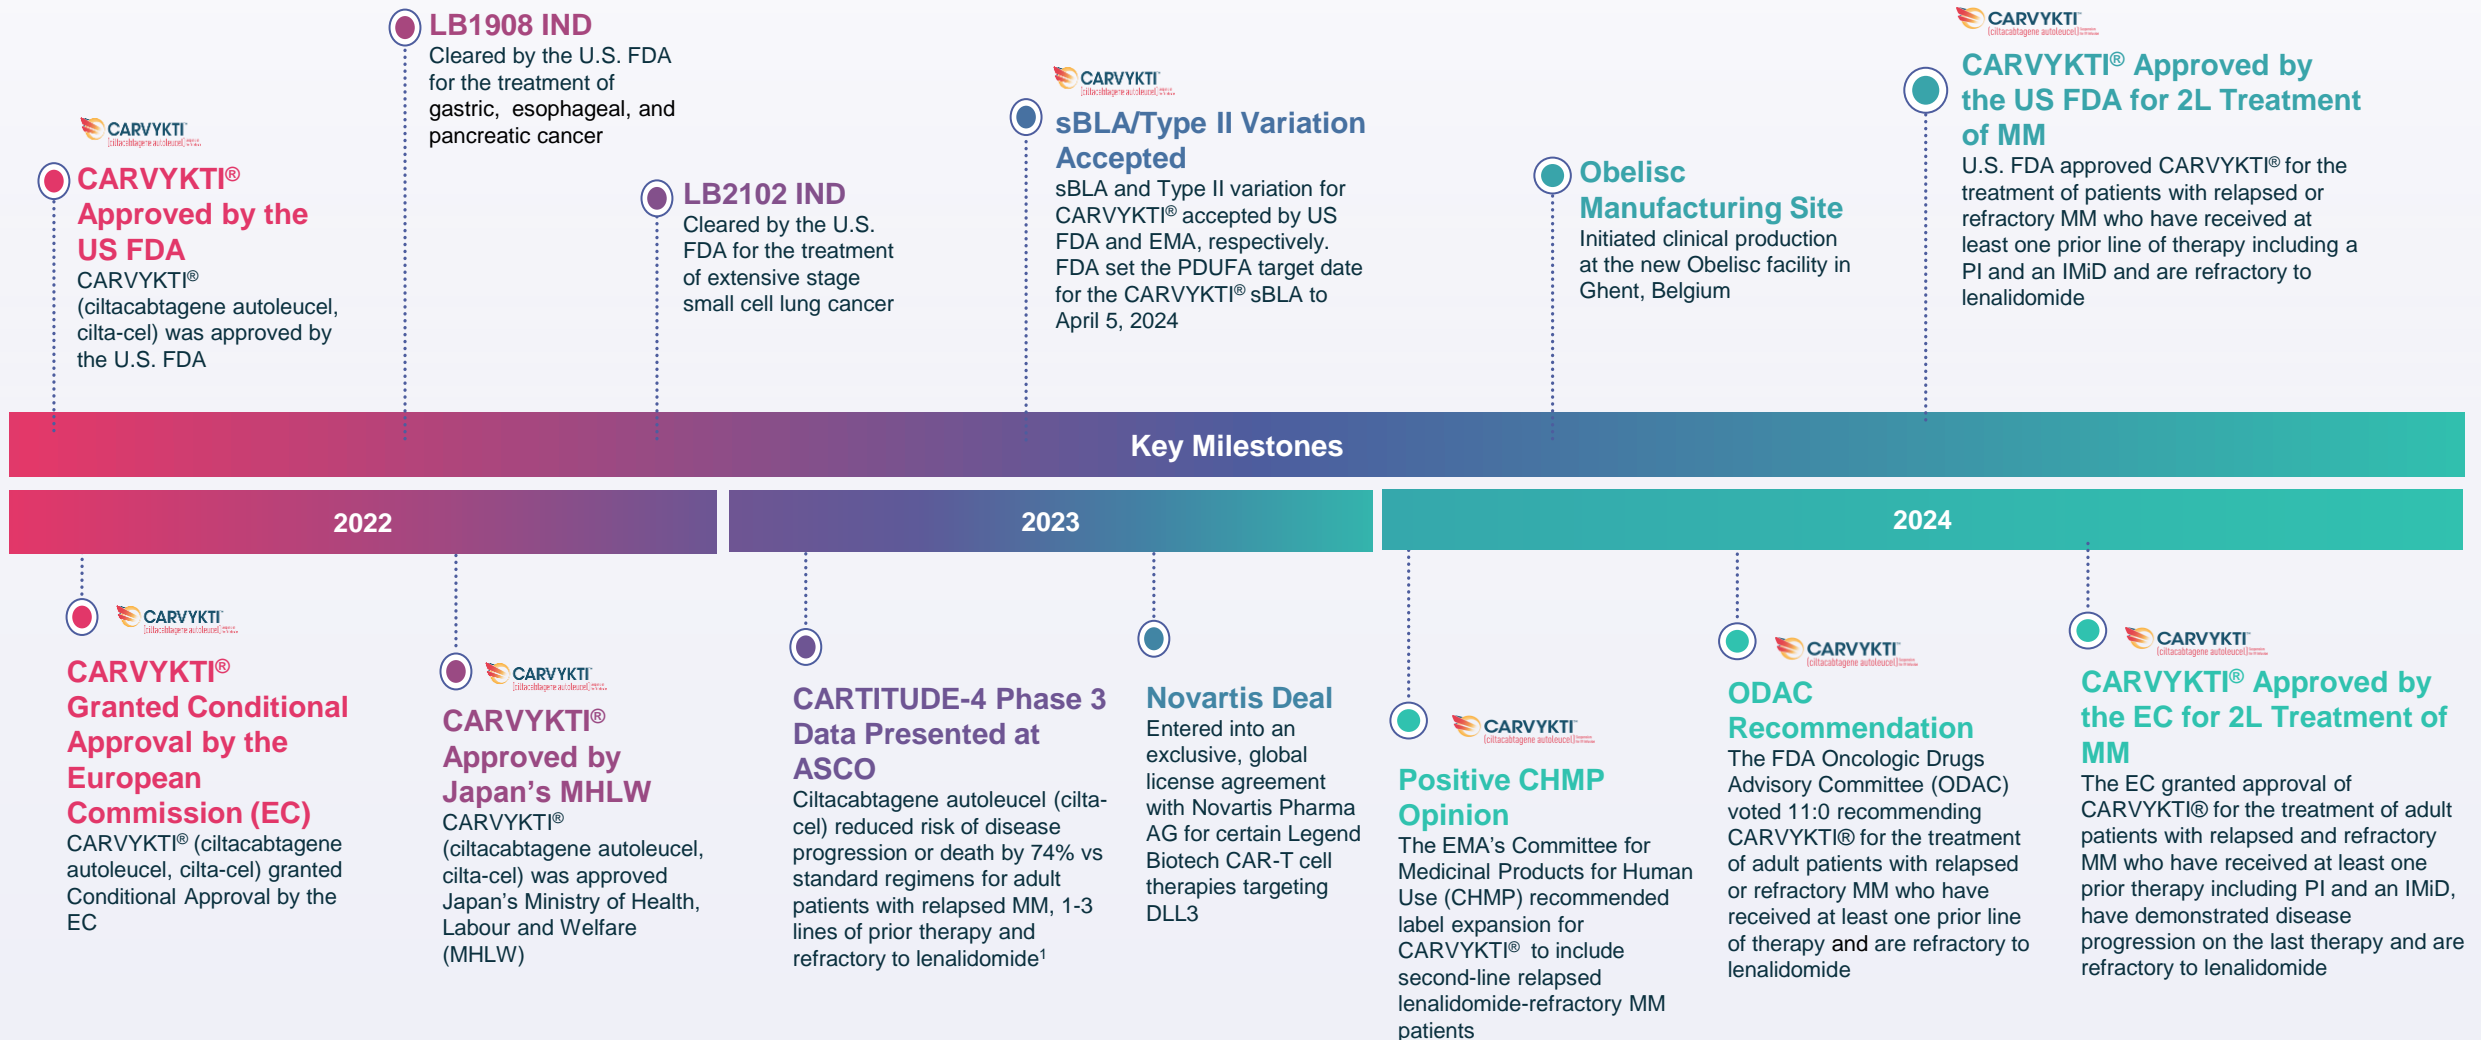 CARVYKTI®
Approved by the
US FDA
CARVYKTI®
(ciltacabtagene autoleucel,
cilta-cel) was approved by
the U.S. FDA
LB1908 IND
Cleared by the U.S. FDA
for the treatment of
gastric, esophageal, and
pancreatic cancer
LB2102 IND
Cleared by the U.S.
FDA for the treatment
of extensive stage
small cell lung cancer
CARVYKTI
(ciltacabtagene autoleucel)
CARVYKTI
(ciltacabtagene autoleucel)
sBLA/Type II Variation
Accepted
sBLA and Type II variation for
CARVYKTI® accepted by US
FDA and EMA, respectively.
FDA set the PDUFA target date
for the CARVYKTI® sBLA to
April 5, 2024
Obelisc
Manufacturing Site
Initiated clinical production
at the new Obelisc facility in
Ghent, Belgium
CARVYKTI
(ciltacabtagene autoleucel)
CARVYKTI® Approved by
the US FDA for 2L Treatment
of MM
U.S. FDA approved CARVYKTI® for the
treatment of patients with relapsed or
refractory MM who have received at
least one prior line of therapy including a
PI and an IMiD and are refractory to
lenalidomide
Key Milestones
2022
2023
2024
CARVYKTI
(ciltacabtagene autoleucel)
CARVYKTI®
Granted Conditional
Approval by the
European
Commission (EC)
CARVYKTI® (ciltacabtagene
autoleucel, cilta-cel) granted
Conditional Approval by the
EC
CARVYKTI
(ciltacabtagene autoleucel)
CARVYKTI®
Approved by
Japan's MHLW
CARVYKTI®
(ciltacabtagene autoleucel,
cilta-cel) was approved
Japan's Ministry of Health,
Labour and Welfare
(MHLW)
CARTITUDE-4 Phase 3
Data Presented at
ASCO
Ciltacabtagene autoleucel (cilta-
cel) reduced risk of disease
progression or death by 74% vs
standard regimens for adult
patients with relapsed MM, 1-3
lines of prior therapy and
refractory to lenalidomide¹
Novartis Deal
Entered into an
exclusive, global
license agreement
with Novartis Pharma
AG for certain Legend
Biotech CAR-T cell
therapies targeting
DLL3
CARVYKTI
(ciltacabtagene autoleucel)
Positive CHMP
Opinion
The EMA's Committee for
Medicinal Products for Human
Use (CHMP) recommended
label expansion for
CARVYKTI® to include
second-line relapsed
lenalidomide-refractory MM
patients
CARVYKTI
(ciltacabtagene autoleucel)
ODAC
Recommendation
The FDA Oncologic Drugs
Advisory Committee (ODAC)
voted 11:0 recommending
CARVYKTI® for the treatment
of adult patients with relapsed
or refractory MM who have
received at least one prior line
of therapy and are refractory to
lenalidomide
CARVYKTI
(ciltacabtagene autoleucel)
CARVYKTI® Approved by
the EC for 2L Treatment of
MM
The EC granted approval of
CARVYKTI® for the treatment of adult
patients with relapsed and refractory
MM who have received at least one
prior therapy including PI and an IMiD,
have demonstrated disease
progression on the last therapy and are
refractory to lenalidomide